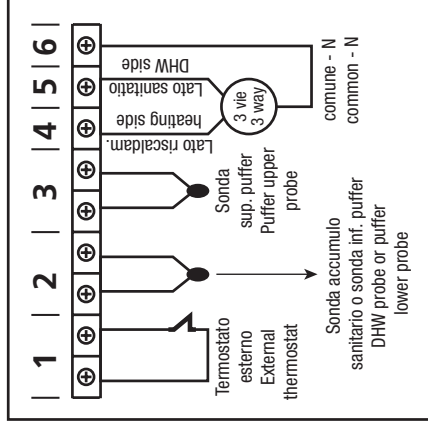 1
2
3
4
5
6
Termostato
esterno
External
thermostat
Sonda accumulo
sanitario o sonda inf. puffer
DHW probe or puffer
lower probe
Sonda
sup. puffer
Puffer upper
probe
Lato riscaldam.
heating side
Lato sanitatio
DHW side
3 vie
3 way
comune - N
common - N